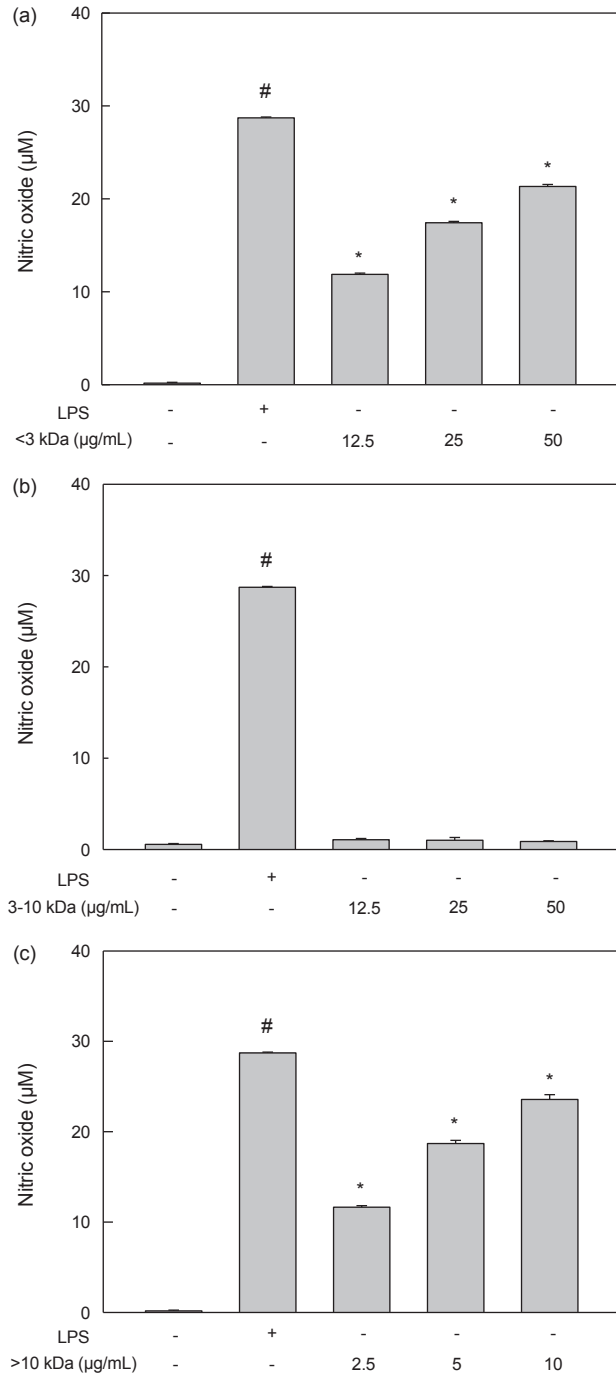 (a)
40
#
30
*
*
20
*
10
0
Nitric oxide (µM)
LPS - + - - -
<3 kDa (µg/mL) - - 12.5 25 50
(b)
40
#
30
20
10
0
Nitric oxide (µM)
LPS - + - - -
3-10 kDa (µg/mL) - - 12.5 25 50
(c)
40
#
30
*
*
20
*
10
0
Nitric oxide (µM)
LPS - + - - -
>10 kDa (µg/mL) - - 2.5 5 10